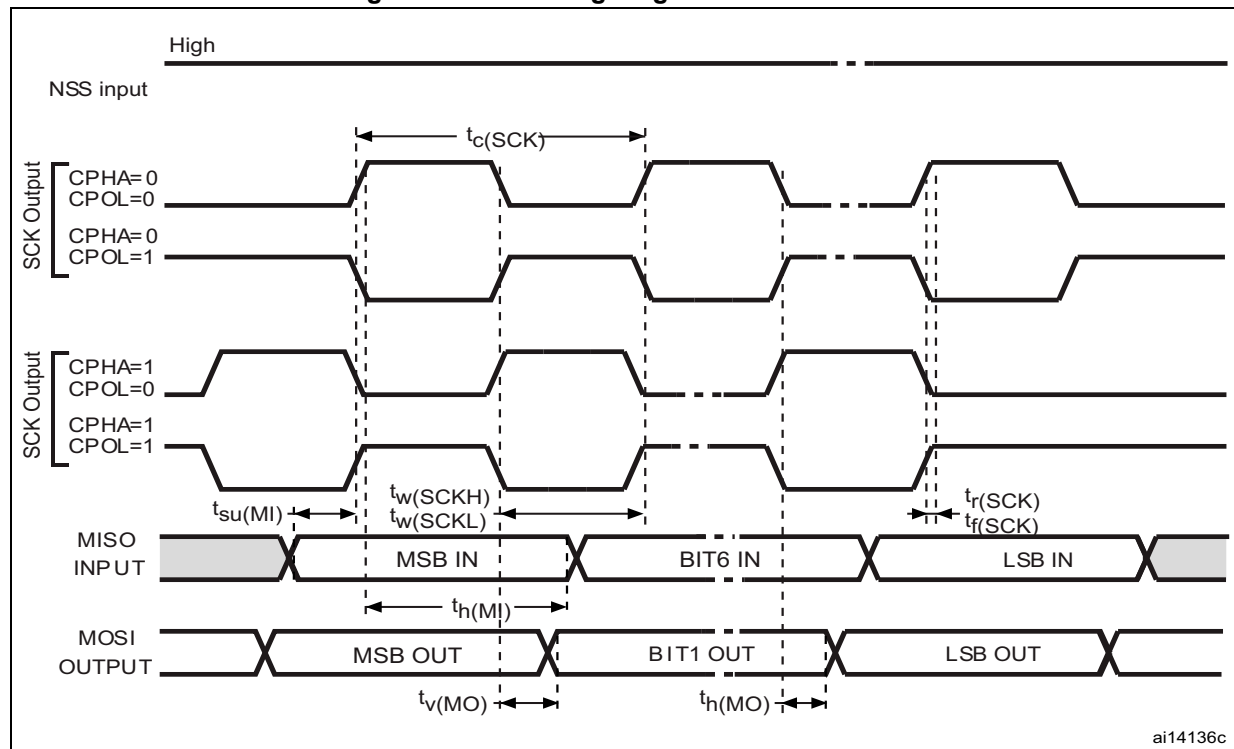 High
NSS input
tc(SCK)
SCK Output
CPHA=0
CPOL=0
CPHA=0
CPOL=1
SCK Output
CPHA=1
CPOL=0
CPHA=1
CPOL=1
tsu(MI)
tw(SCKH)
tw(SCKL)
tr(SCK)
tf(SCK)
MISO
INPUT
MSB IN
BIT6 IN
LSB IN
th(MI)
MOSI
OUTPUT
MSB OUT
BIT1 OUT
LSB OUT
tv(MO)
th(MO)
ai14136c